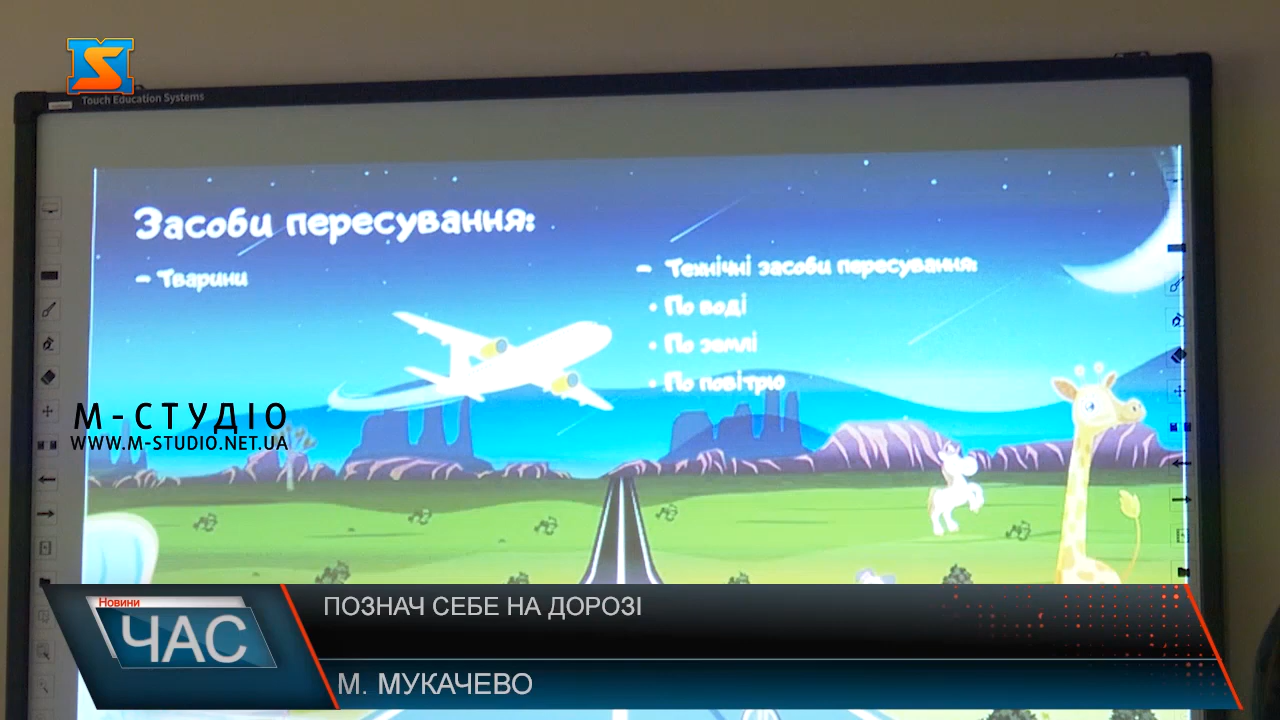 Touch Education Systems
Засоби пересування:
- Тварини
- Технічні засоби пересування:
• По воді
• По землі
• По повітрю
М-СТУДІО
WWW.M-STUDIO.NET.UA
Новини
ЧАС
ПОЗНАЧ СЕБЕ НА ДОРОЗІ
М. МУКАЧЕВО